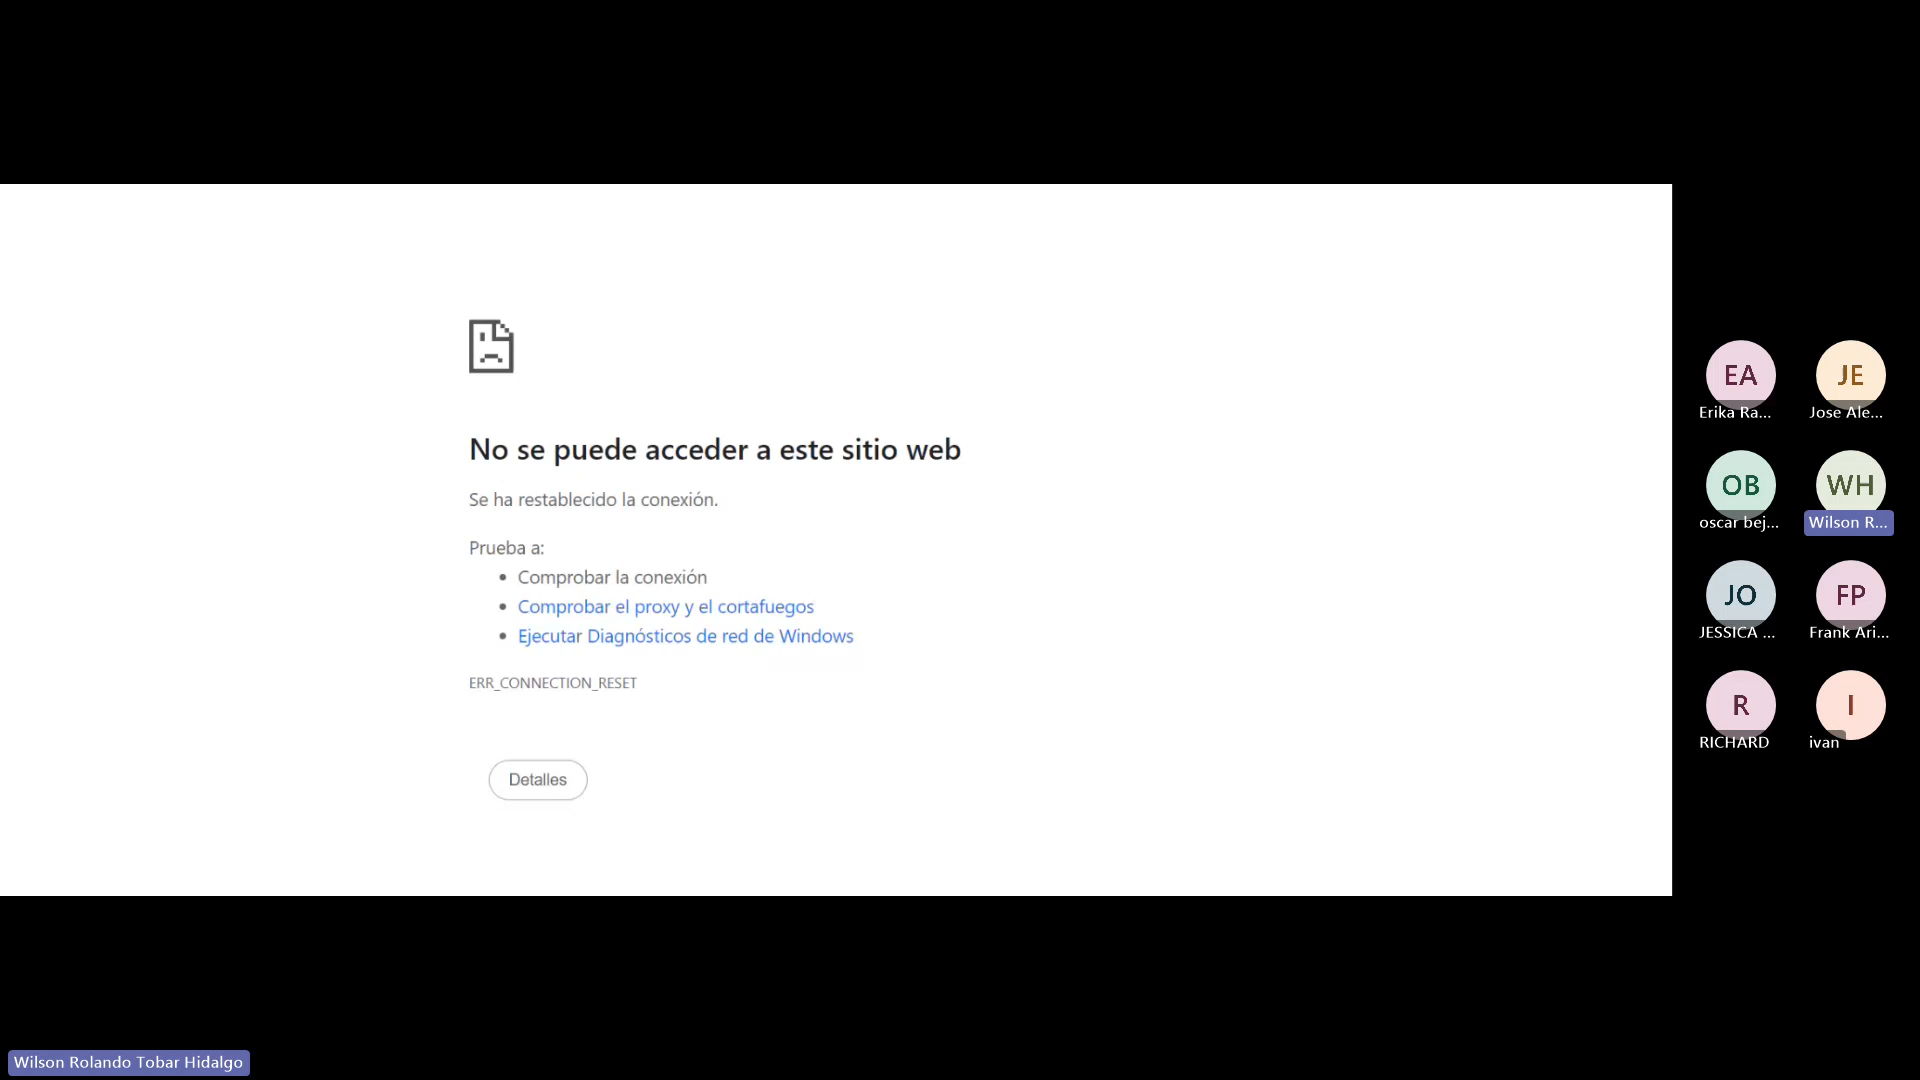 No se puede acceder a este sitio web
Se ha restablecido la conexión.
Prueba a:
Comprobar la conexión
Comprobar el proxy y el cortafuegos
Ejecutar Diagnósticos de red de Windows
ERR_CONNECTION_RESET
Detalles
EA
JE
Erika Ra...
Jose Ale...
OB
WH
oscar bej...
Wilson R...
JO
FP
JESSICA ...
Frank Ari...
R
I
RICHARD
ivan
Wilson Rolando Tobar Hidalgo